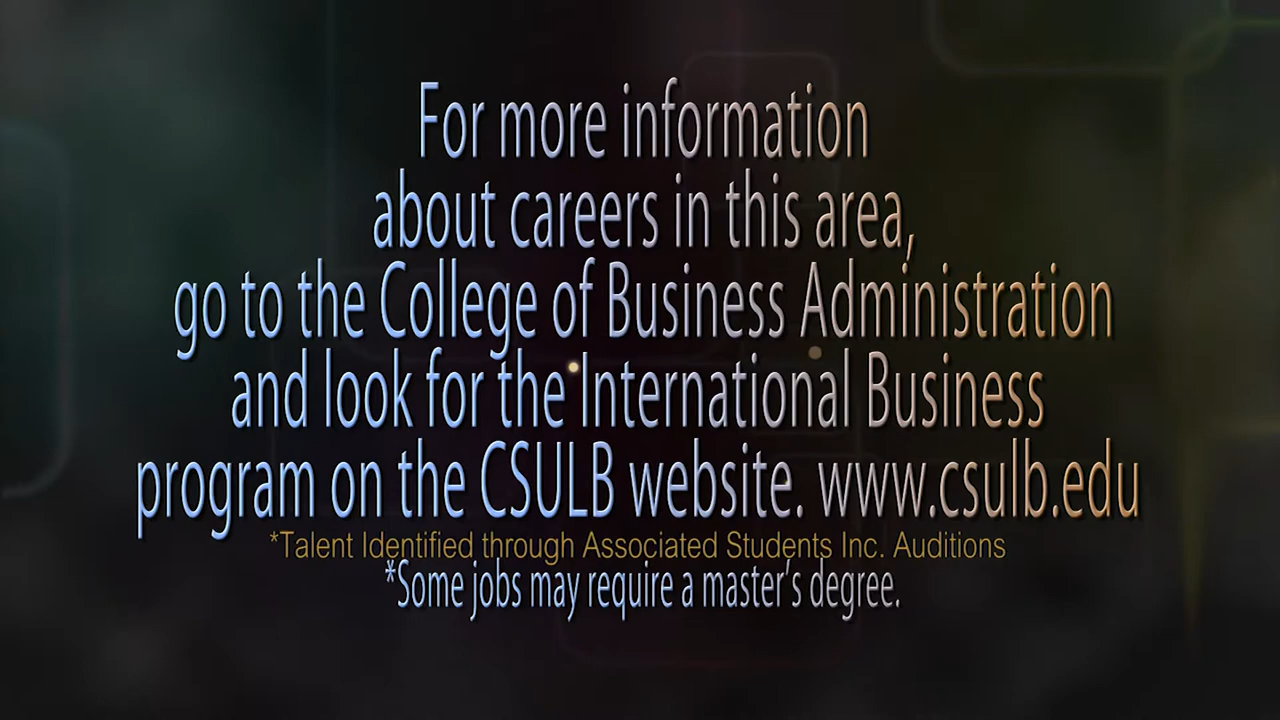 For more information
about careers in this area,
go to the College of Business Administration
and look for the International Business
program on the CSULB website. www.csulb.edu
*Talent Identified through Associated Students Inc. Auditions
*Some jobs may require a master's degree.